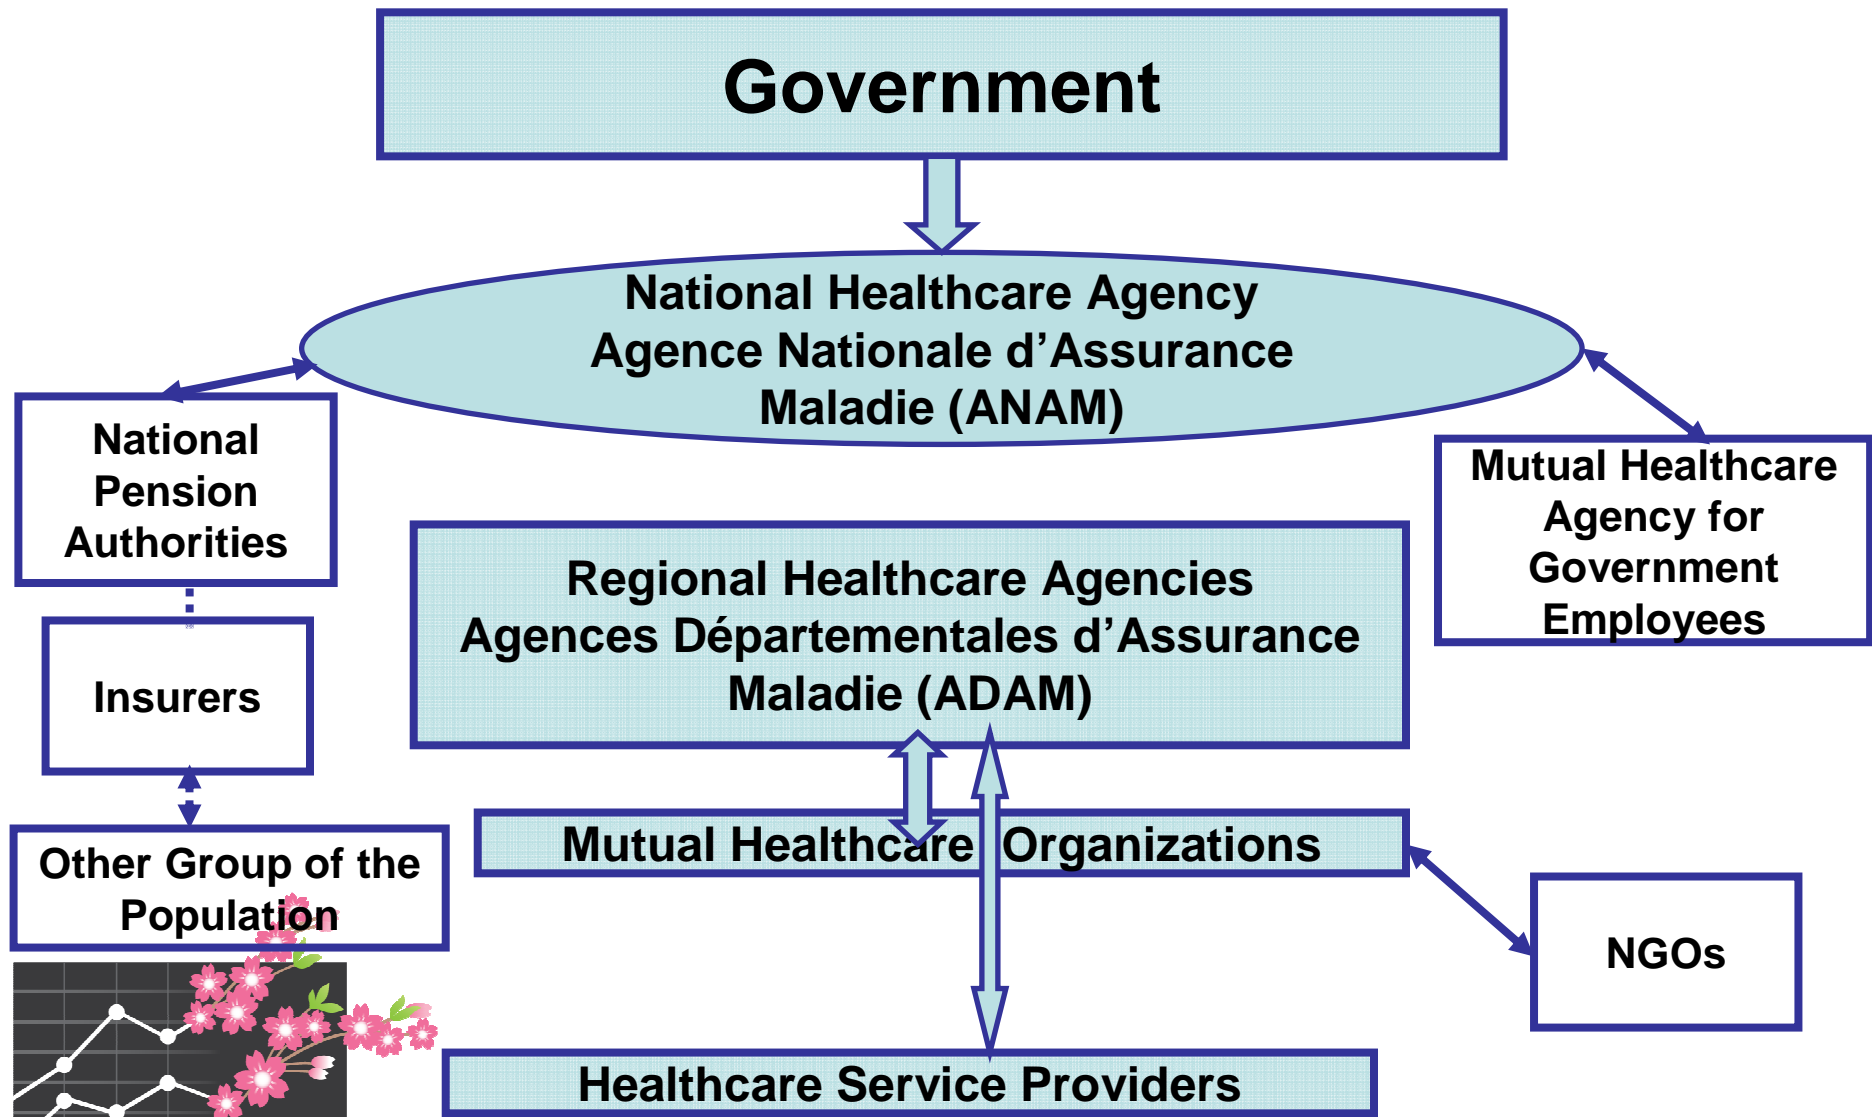 Government
National Healthcare Agency
Agence Nationale d’Assurance
Maladie (ANAM)
National
Pension
Authorities
Mutual Healthcare
Agency for
Government
Employees
Regional Healthcare Agencies
Agences Départementales d’Assurance
Maladie (ADAM)
Insurers
Mutual Healthcare Organizations
Other Group of the
Population
NGOs
Healthcare Service Providers